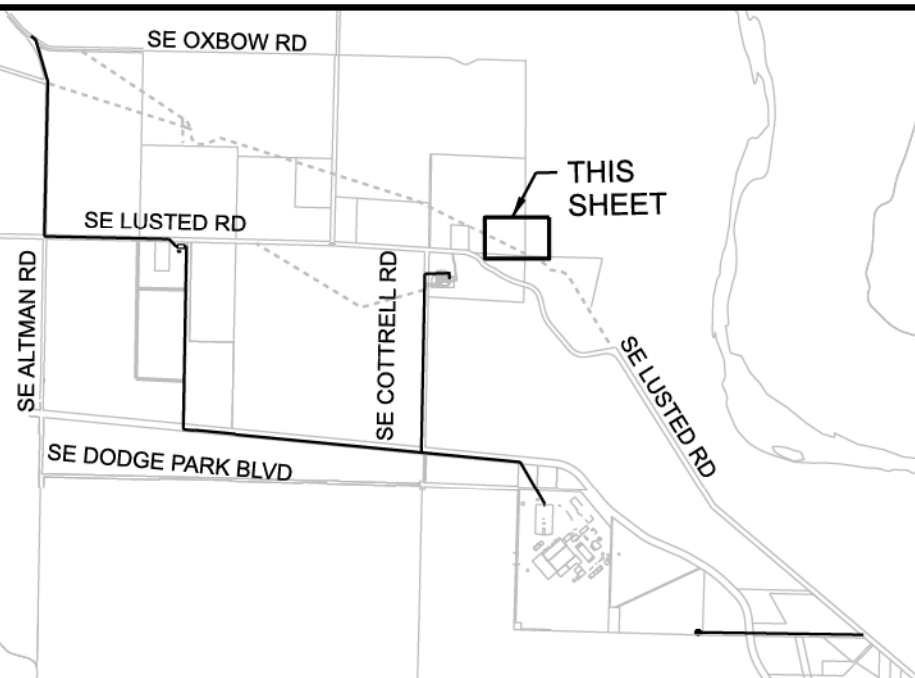 SE OXBOW RD
THIS
SHEET
SE LUSTED RD
SE ALTMAN RD
SE COTTRELL RD
SE LUSTED RD
SE DODGE PARK BLVD